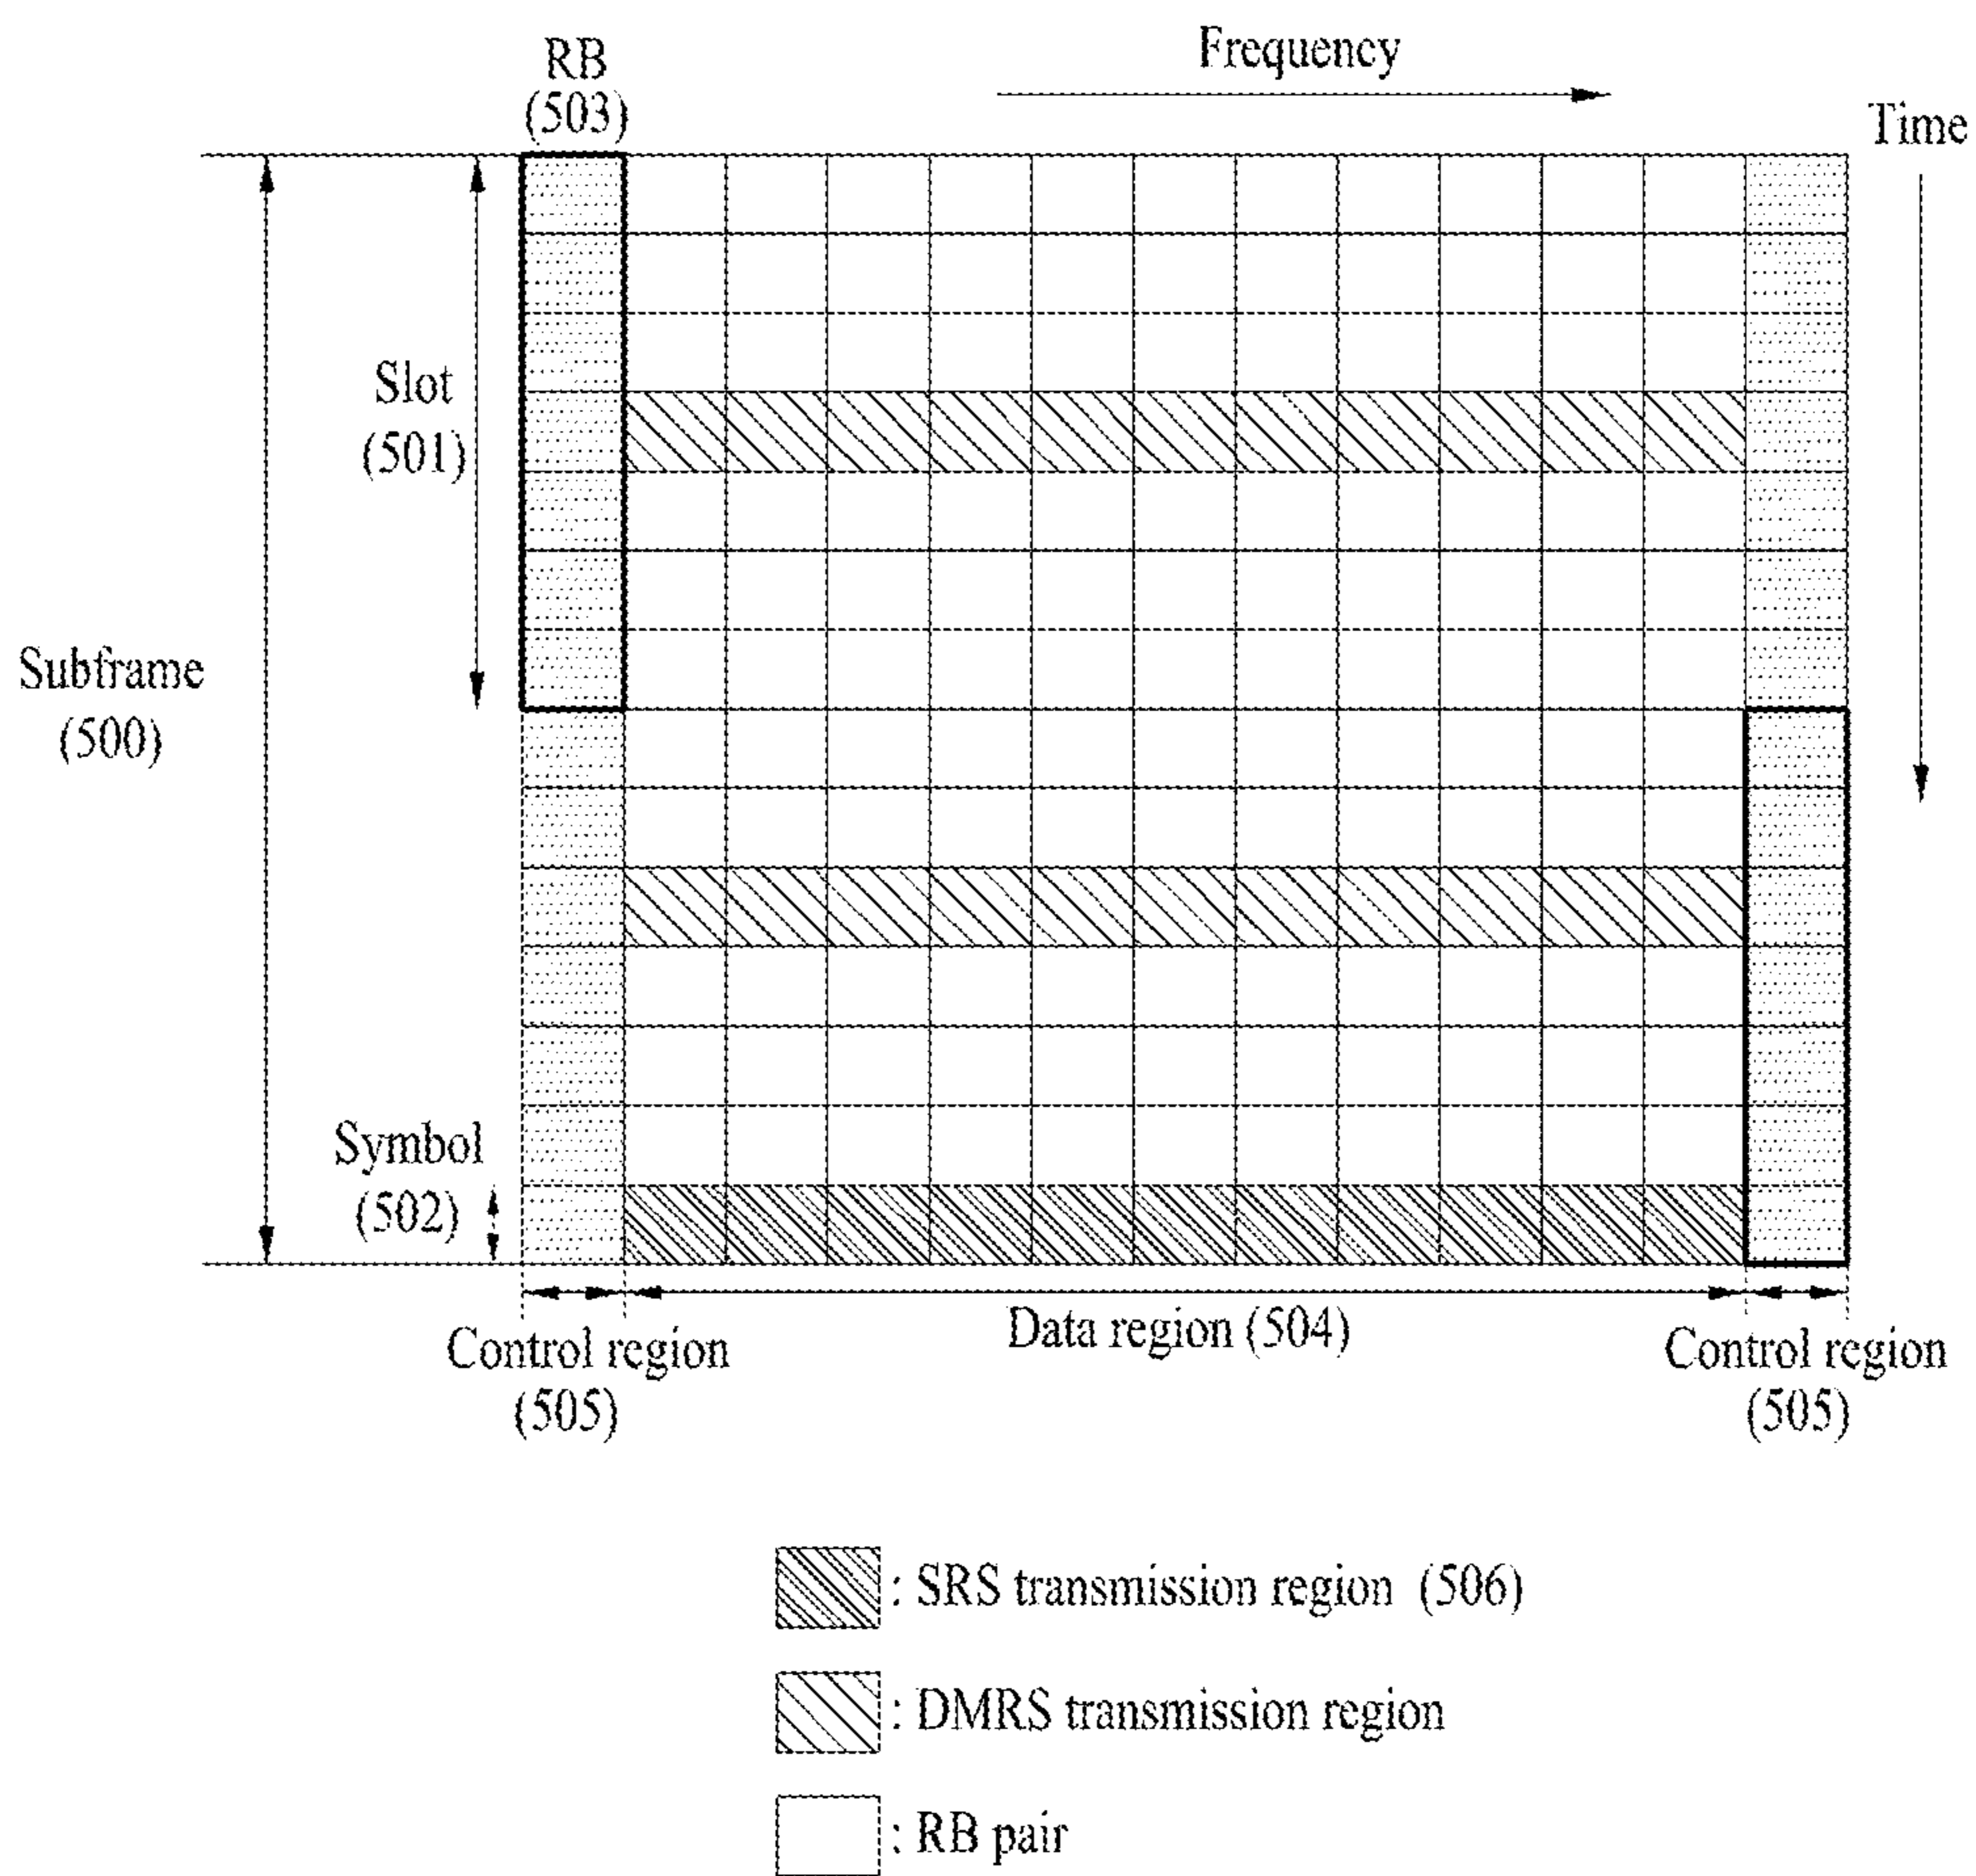 RB
(503)
Frequency
Time
Slot
(501)
Subframe
(500)
Symbol
(502)
Control region
(505)
Data region (504)
Control region
(505)
: SRS transmission region (506)
: DMRS transmission region
: RB pair